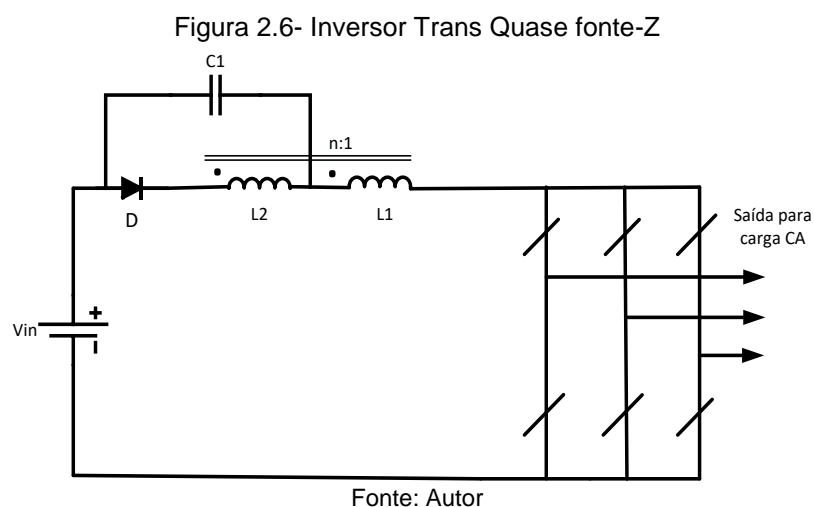 Figura 2.6- Inversor Trans Quase fonte-Z
C1
n:1
D
L2
L1
Saída para
carga CA
Vin
+
Fonte: Autor